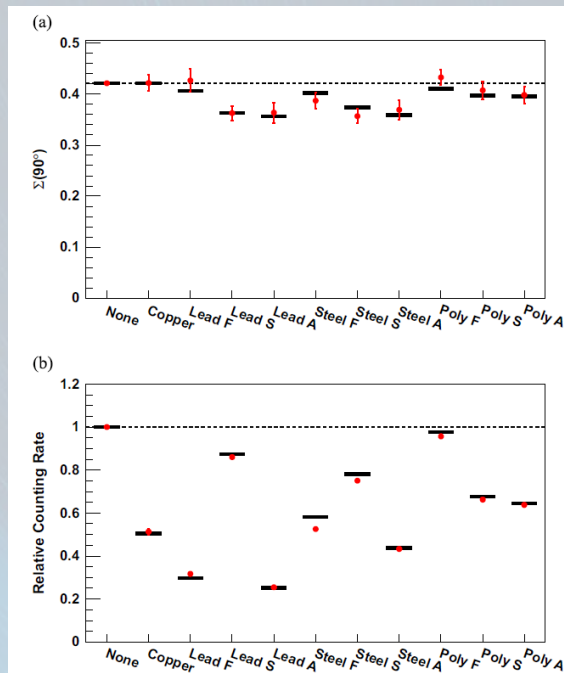 (a)
0.5
0.4
0.3
0.2
0.1
0
Σ(90°)
None Copper Lead F Lead S Lead A Steel F Steel S Steel A Poly F Poly S Poly A
(b)
1.2
1
0.8
0.6
0.4
0.2
0
Relative Counting Rate
None Copper Lead F Lead S Lead A Steel F Steel S Steel A Poly F Poly S Poly A